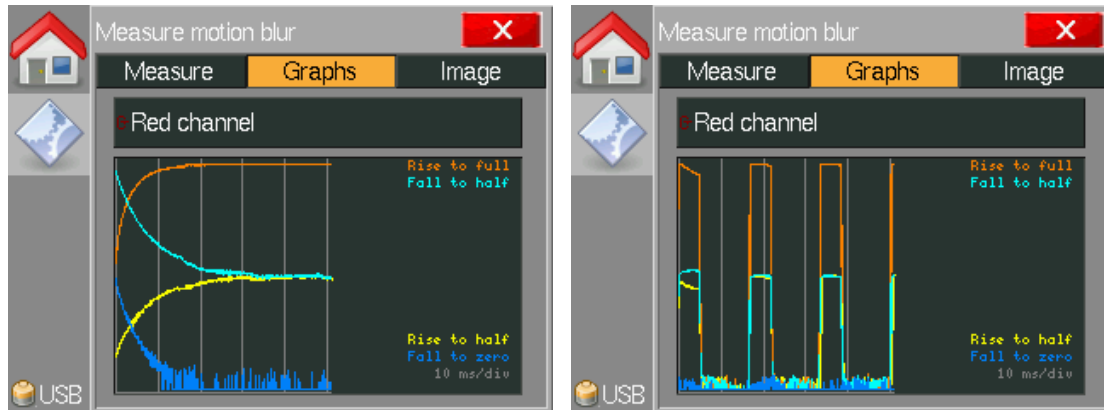 Measure motion blur
Measure Graphs Image
Red channel
Rise to full
Fall to half
Rise to half
Fall to zero
10 ms/div
USB
Measure motion blur
Measure Graphs Image
Red channel
Rise to full
Fall to half
Rise to half
Fall to zero
10 ms/div
USB